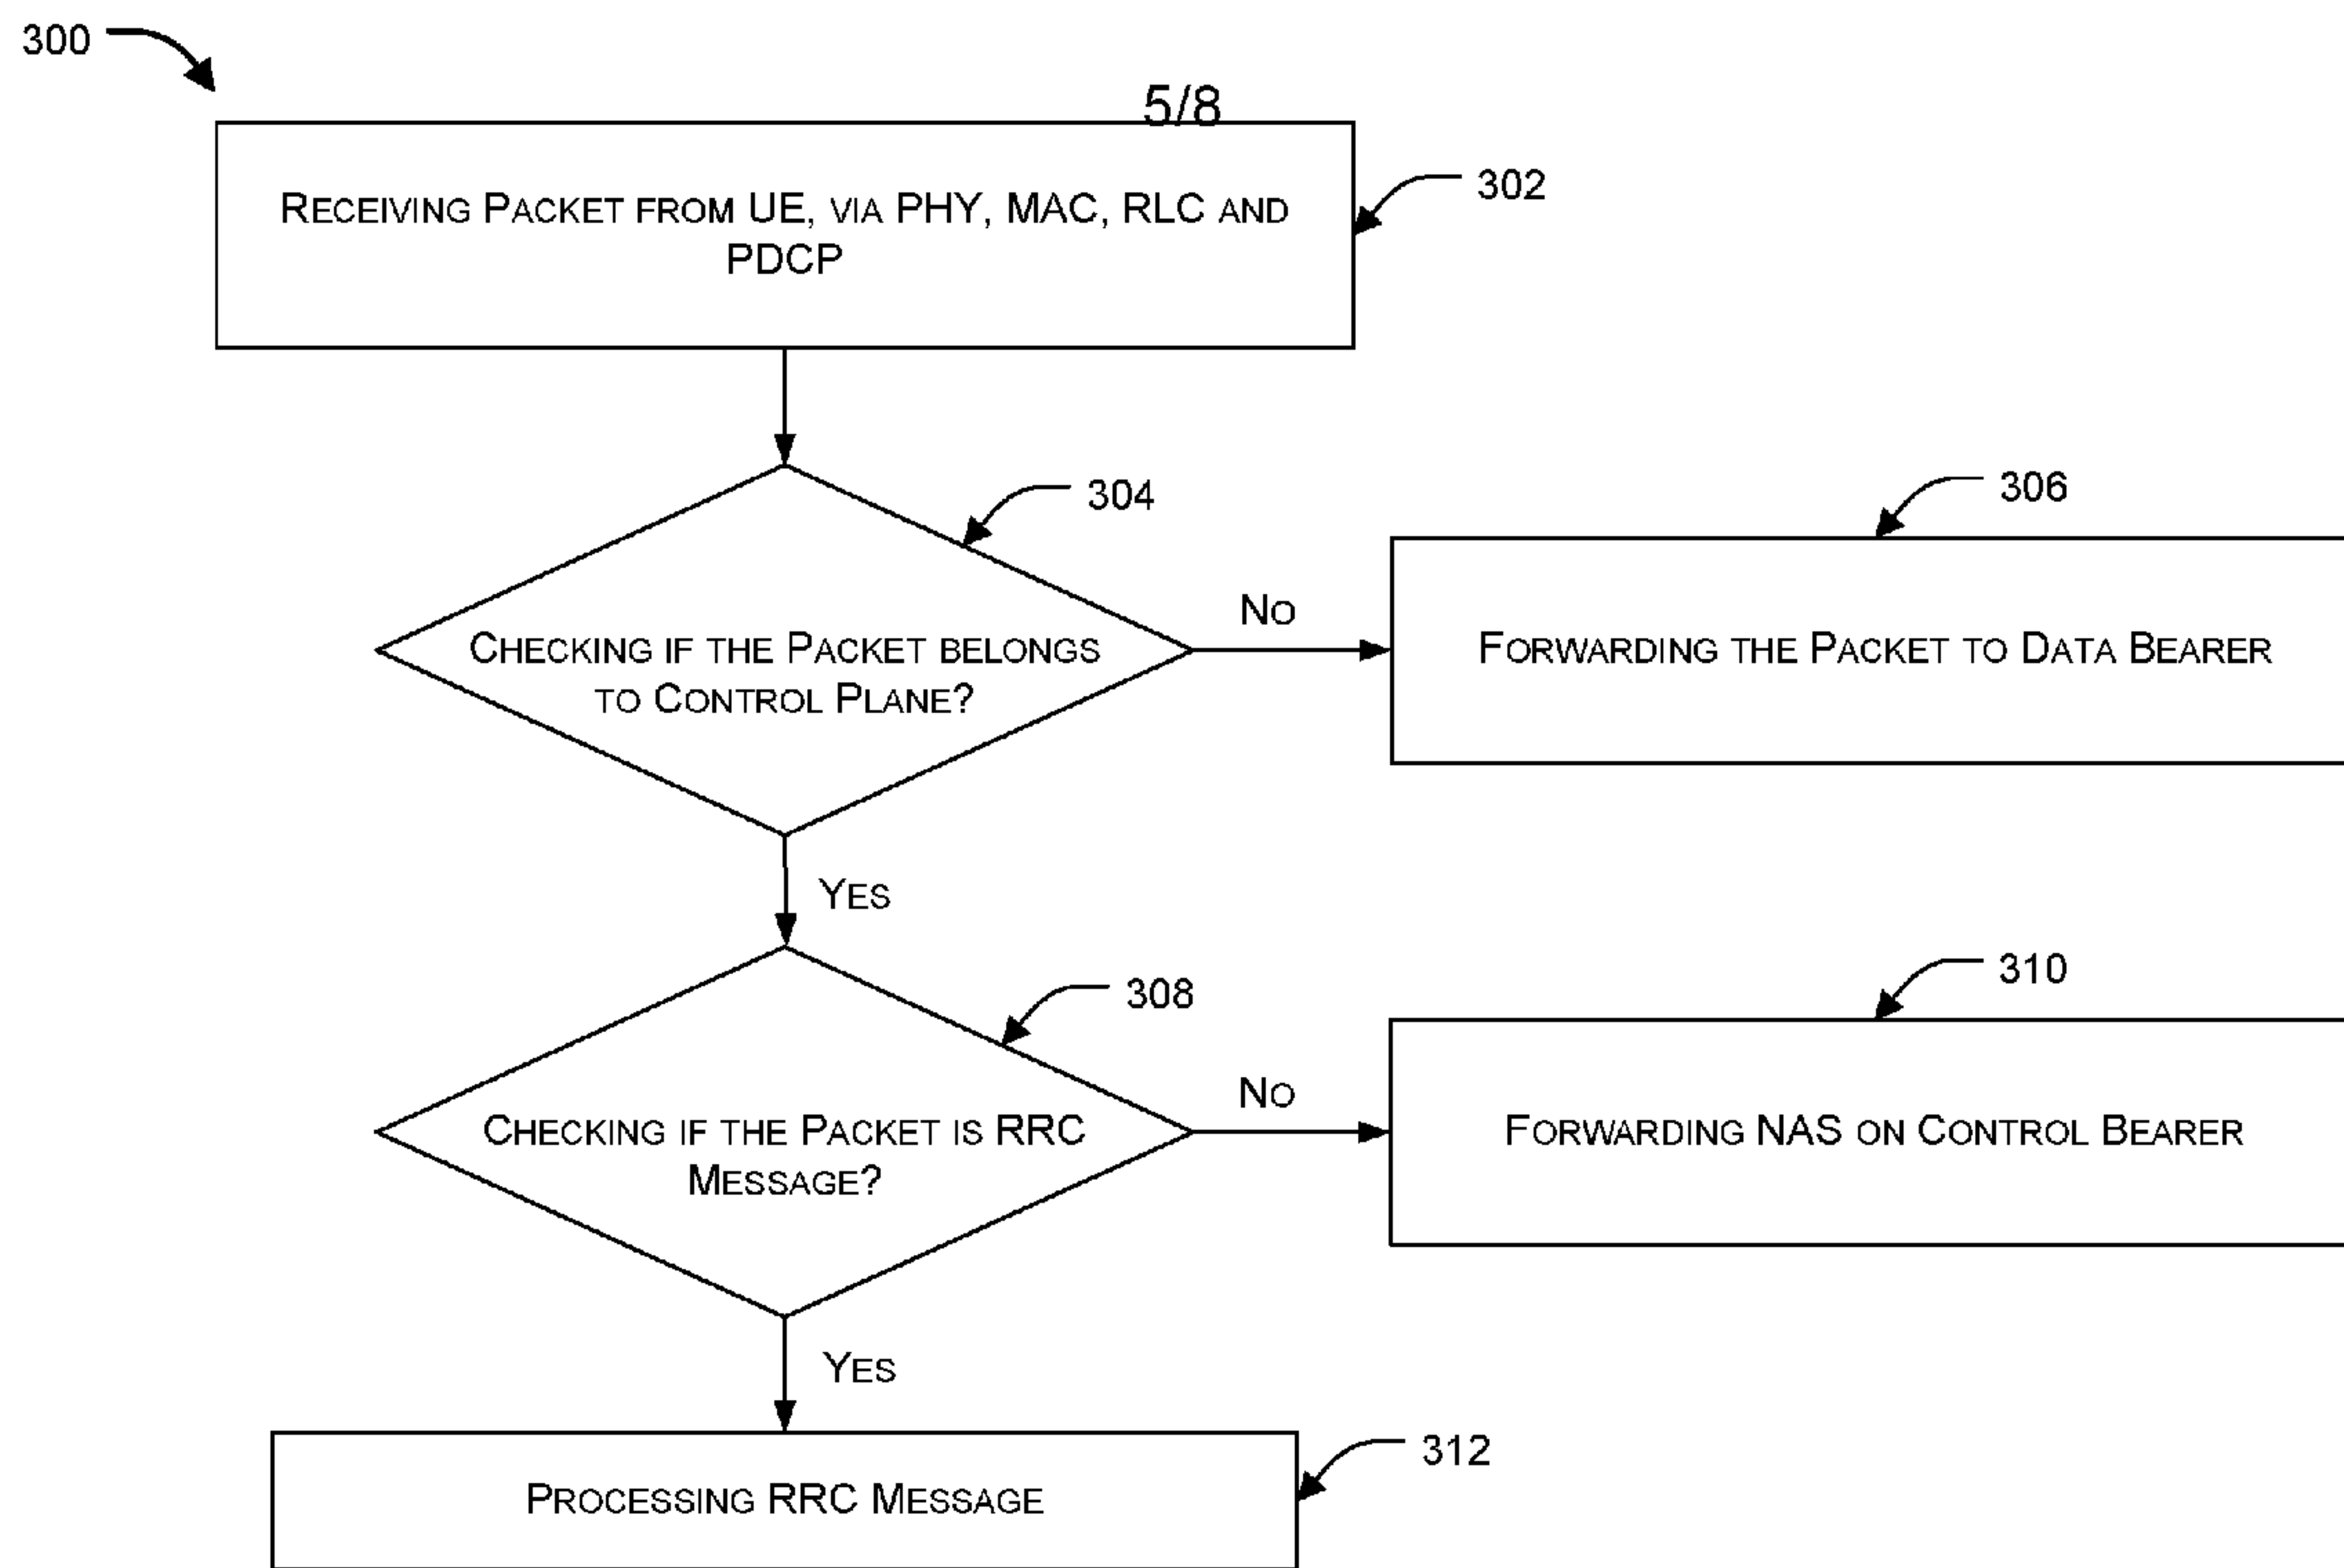 300
5/8
Receiving Packet from UE, via PHY, MAC, RLC and
PDCP
302
304
Checking if the Packet belongs
to Control Plane?
No
306
Forwarding the Packet to Data Bearer
Yes
308
Checking if the Packet is RRC
Message?
No
310
Forwarding NAS on Control Bearer
Yes
312
Processing RRC Message